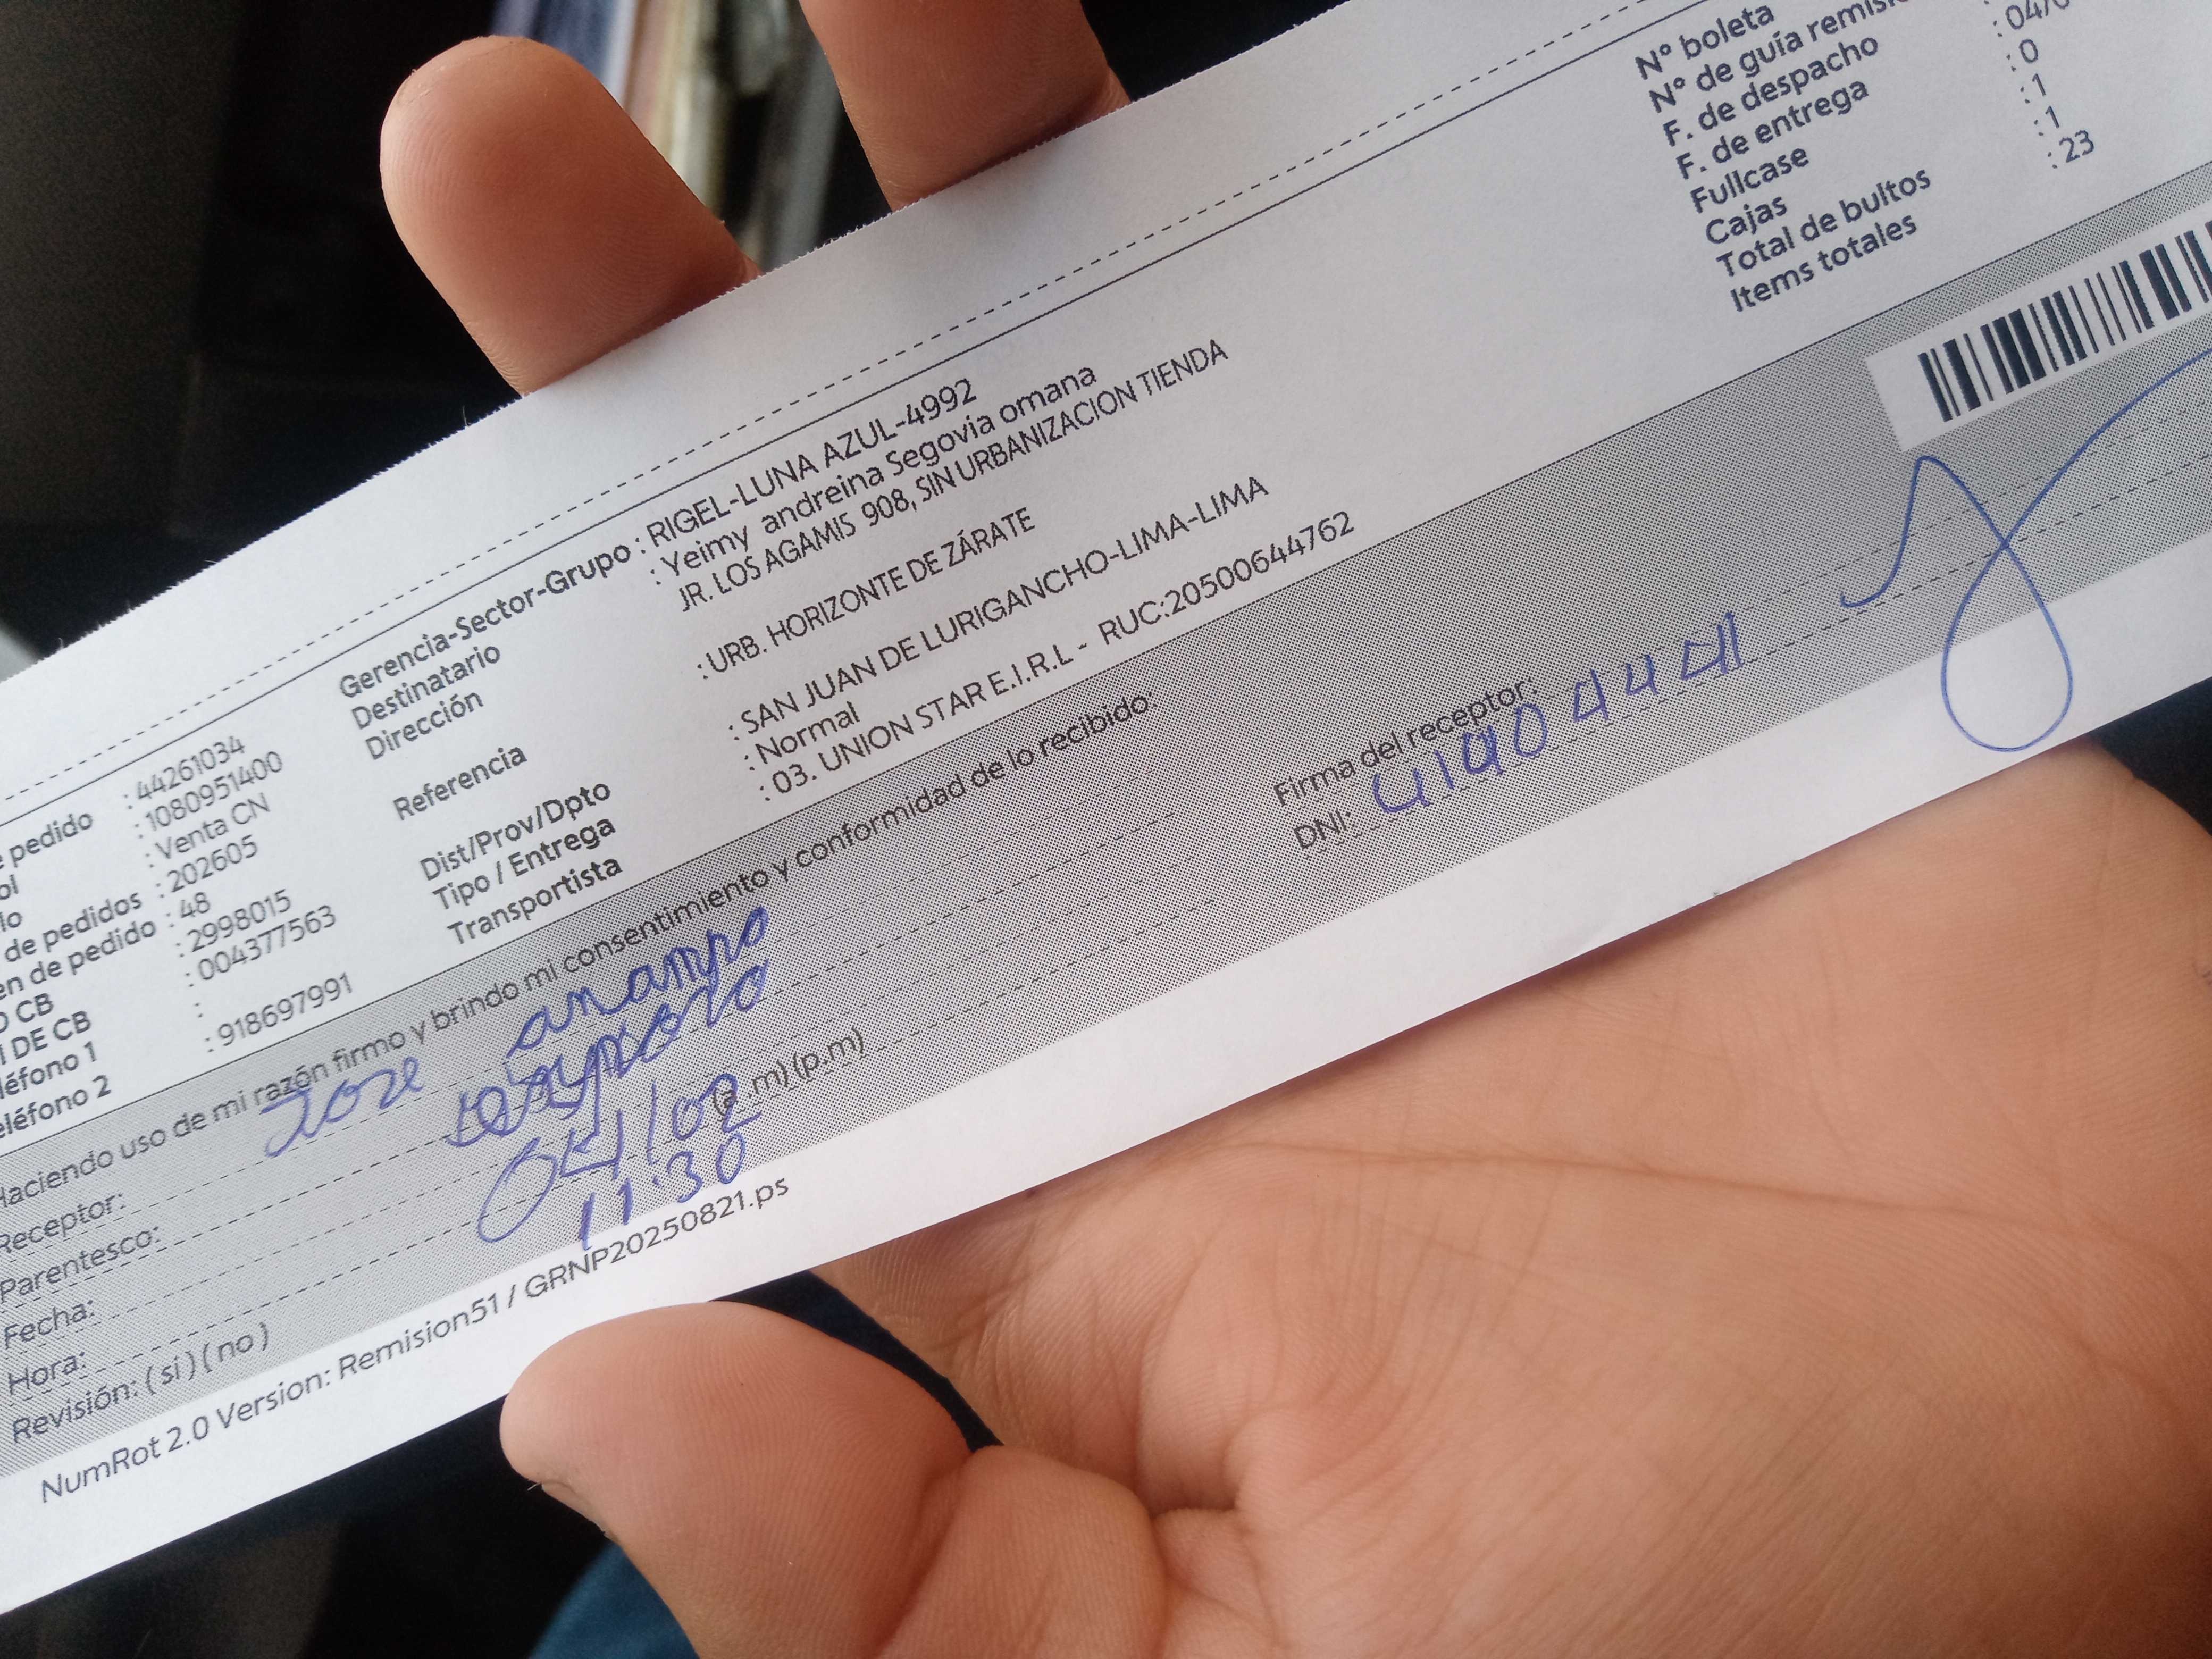 pedido : 44261034
: 1080951400
: Venta CN
de pedidos : 202605
en de pedido : 48
CB : 2998015
DE CB : 004377563
léfono 1 :
eléfono 2 : 918697991
Gerencia-Sector-Grupo : RIGEL-LUNA AZUL-4992
Destinatario : Yeimy andreina Segovia omana
Dirección JR. LOS AGAMIS 908, SIN URBANIZACION TIENDA
Referencia : URB. HORIZONTE DE ZÁRATE
Dist/Prov/Dpto : SAN JUAN DE LURIGANCHO-LIMA-LIMA
Tipo / Entrega : Normal
Transportista : 03. UNION STAR E.I.R.L - RUC:20500644762
N° boleta
N° de guía remisi
F. de despacho : 04/0
F. de entrega : 0
Fullcase : 1
Cajas : 1
Total de bultos : 23
Items totales
Haciendo uso de mi razón firmo y brindo mi consentimiento y conformidad de lo recibido:
Receptor: Jose
Parentesco:
Fecha: 04/02
Hora: 11:30 (a.m) (p.m)
Revisión: ( si ) ( no )
Firma del receptor:
DNI:
NumRot 2.0 Version: Remision51 / GRNP20250821.ps